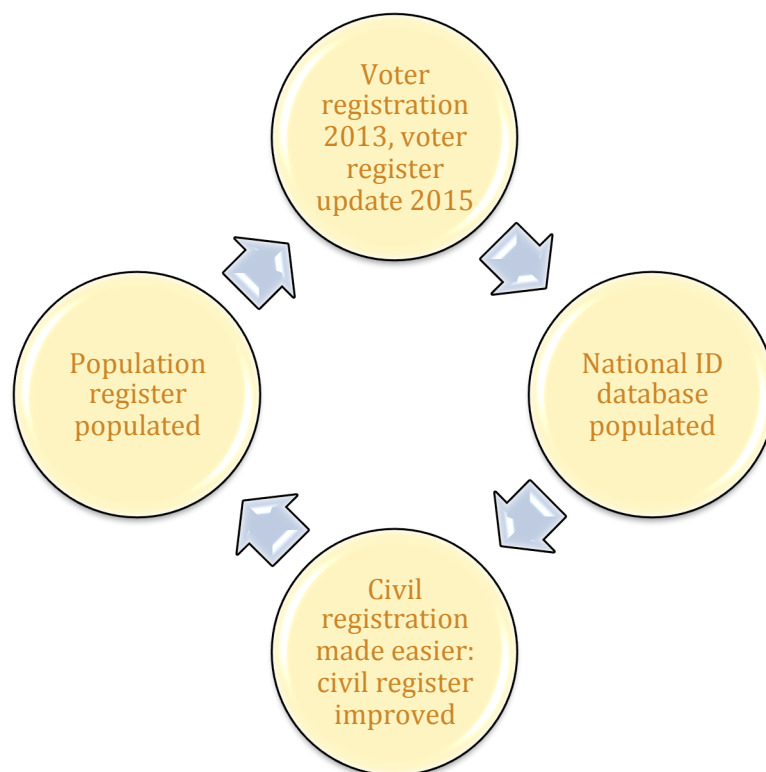 Voter
registration
2013, voter
register
update 2015
National ID
database
populated
Civil
registration
made easier:
civil register
improved
Population
register
populated